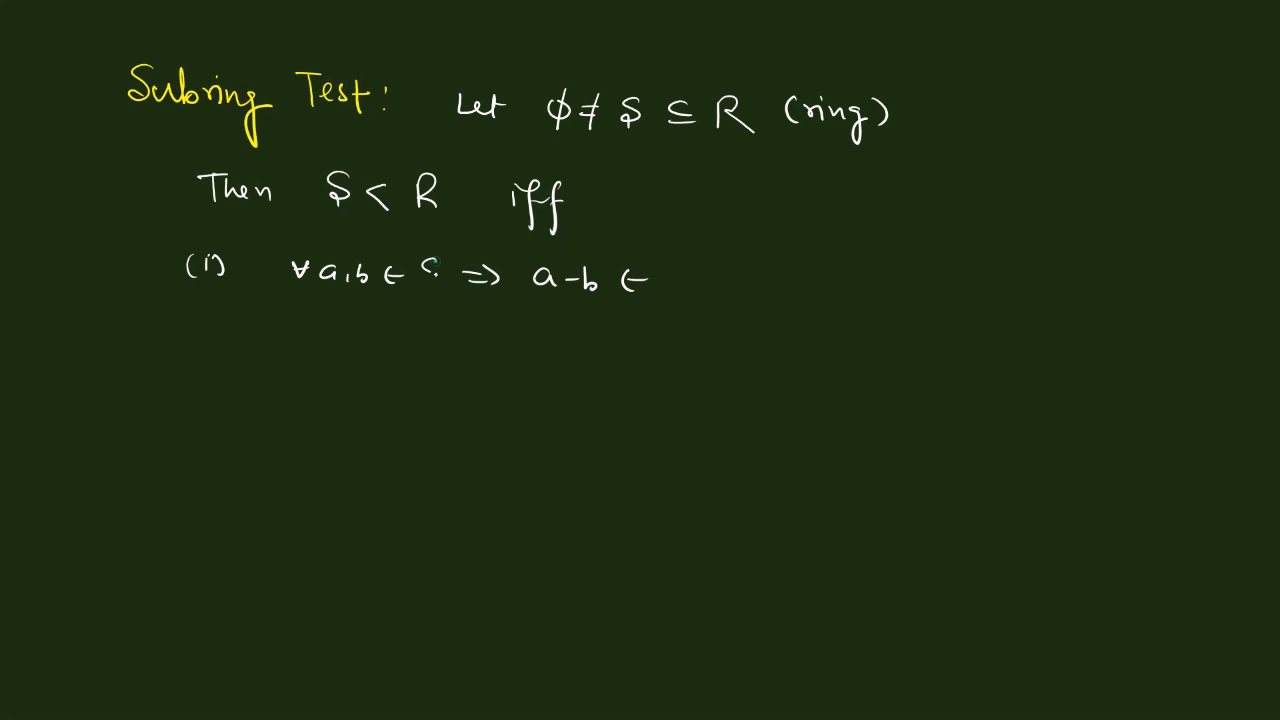 Subring Test: Let ϕ ≠ S ⊆ R (ring)
Then S < R iff
(i) ∀ a,b ∈ S ⇒ a-b ∈